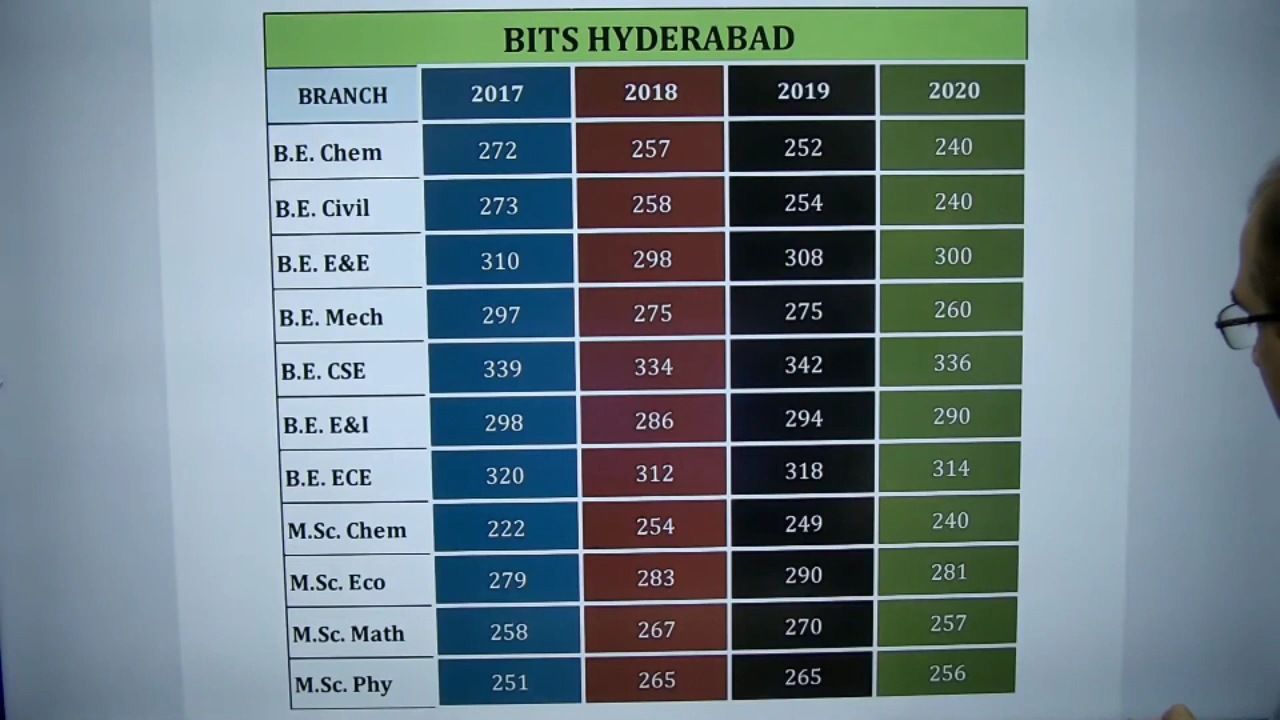 BITS HYDERABAD
BRANCH 2017 2018 2019 2020
B.E. Chem 272 257 252 240
B.E. Civil 273 258 254 240
B.E. E&E 310 298 308 300
B.E. Mech 297 275 275 260
B.E. CSE 339 334 342 336
B.E. E&I 298 286 294 290
B.E. ECE 320 312 318 314
M.Sc. Chem 222 254 249 240
M.Sc. Eco 279 283 290 281
M.Sc. Math 258 267 270 257
M.Sc. Phy 251 265 265 256